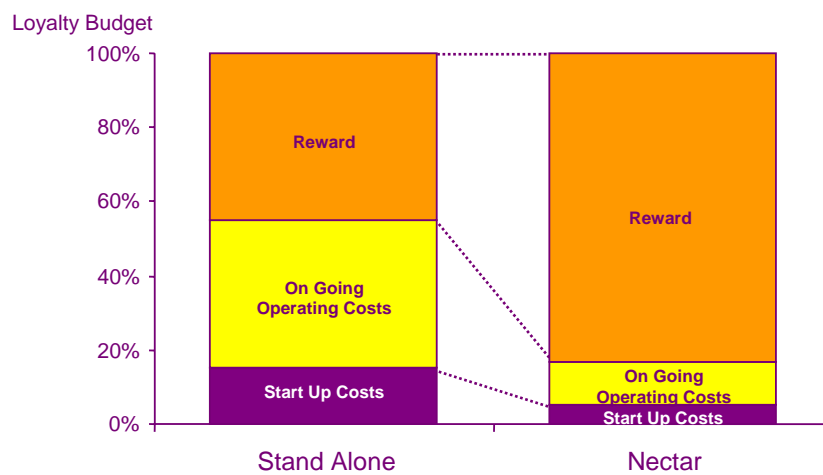 Loyalty Budget
100%
80%
60%
40%
20%
0%
Reward
On Going
Operating Costs
Start Up Costs
Reward
On Going
Operating Costs
Start Up Costs
Stand Alone
Nectar